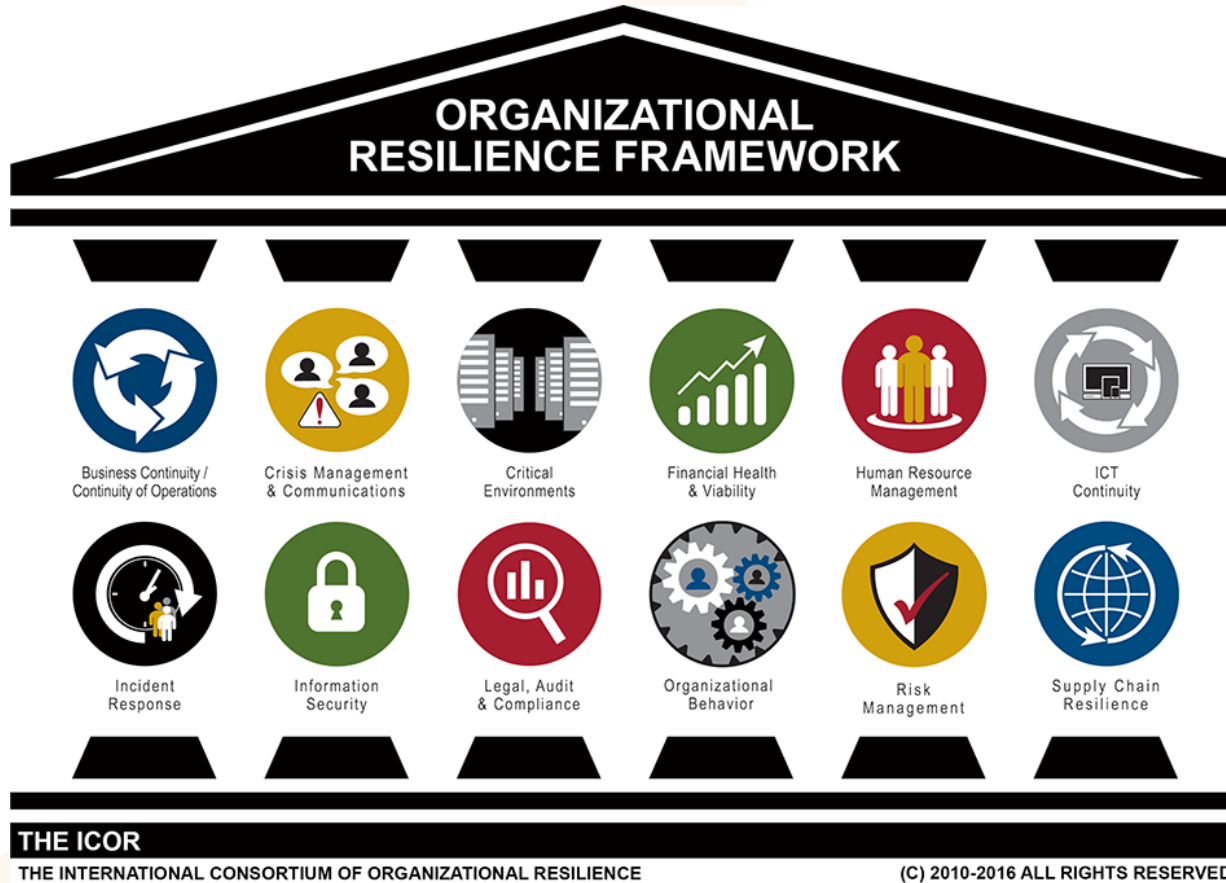 ORGANIZATIONAL
RESILIENCE FRAMEWORK
Business Continuity /
Continuity of Operations
Crisis Management
& Communications
Critical
Environments
Financial Health
& Viability
Human Resource
Management
ICT
Continuity
Incident
Response
Information
Security
Legal, Audit
& Compliance
Organizational
Behavior
Risk
Management
Supply Chain
Resilience
THE ICOR
THE INTERNATIONAL CONSORTIUM OF ORGANIZATIONAL RESILIENCE
(C) 2010-2016 ALL RIGHTS RESERVED